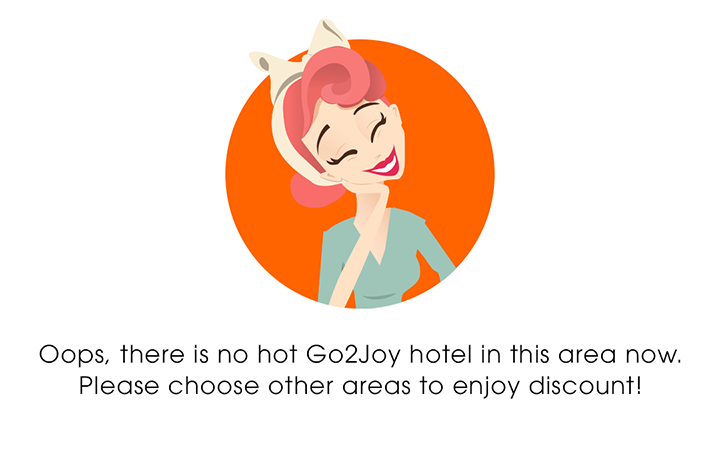 Oops, there is no hot Go2Joy hotel in this area now.
Please choose other areas to enjoy discount!